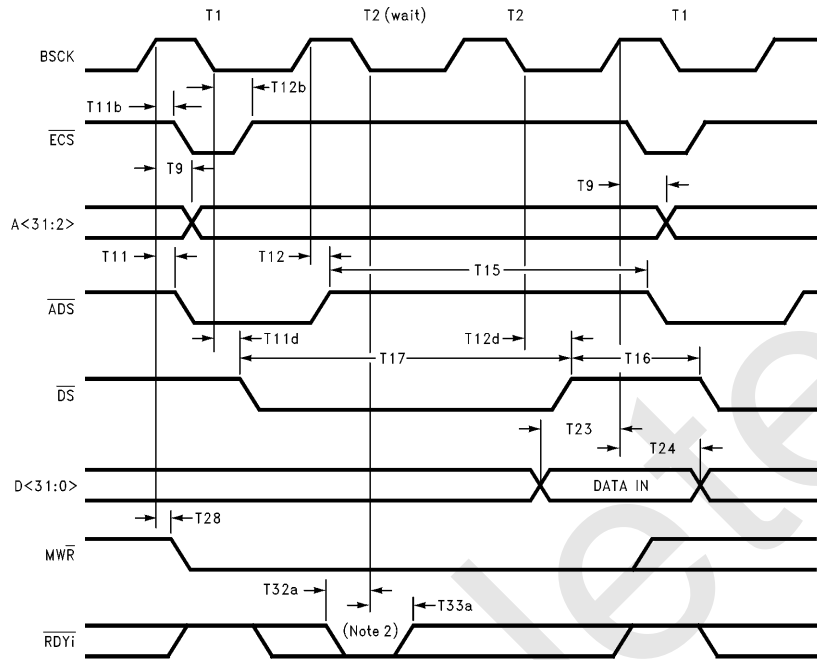 T1 T2 (wait) T2 T1
BSCK
T11b T12b
ECS
T9 T9
A<31:2>
T11 T12 T15
ADS
T11d T12d
T17 T16
DS
T23
T24
D<31:0> DATA IN
T28
MWR
T32a T33a
(Note 2)
RDYi
lete